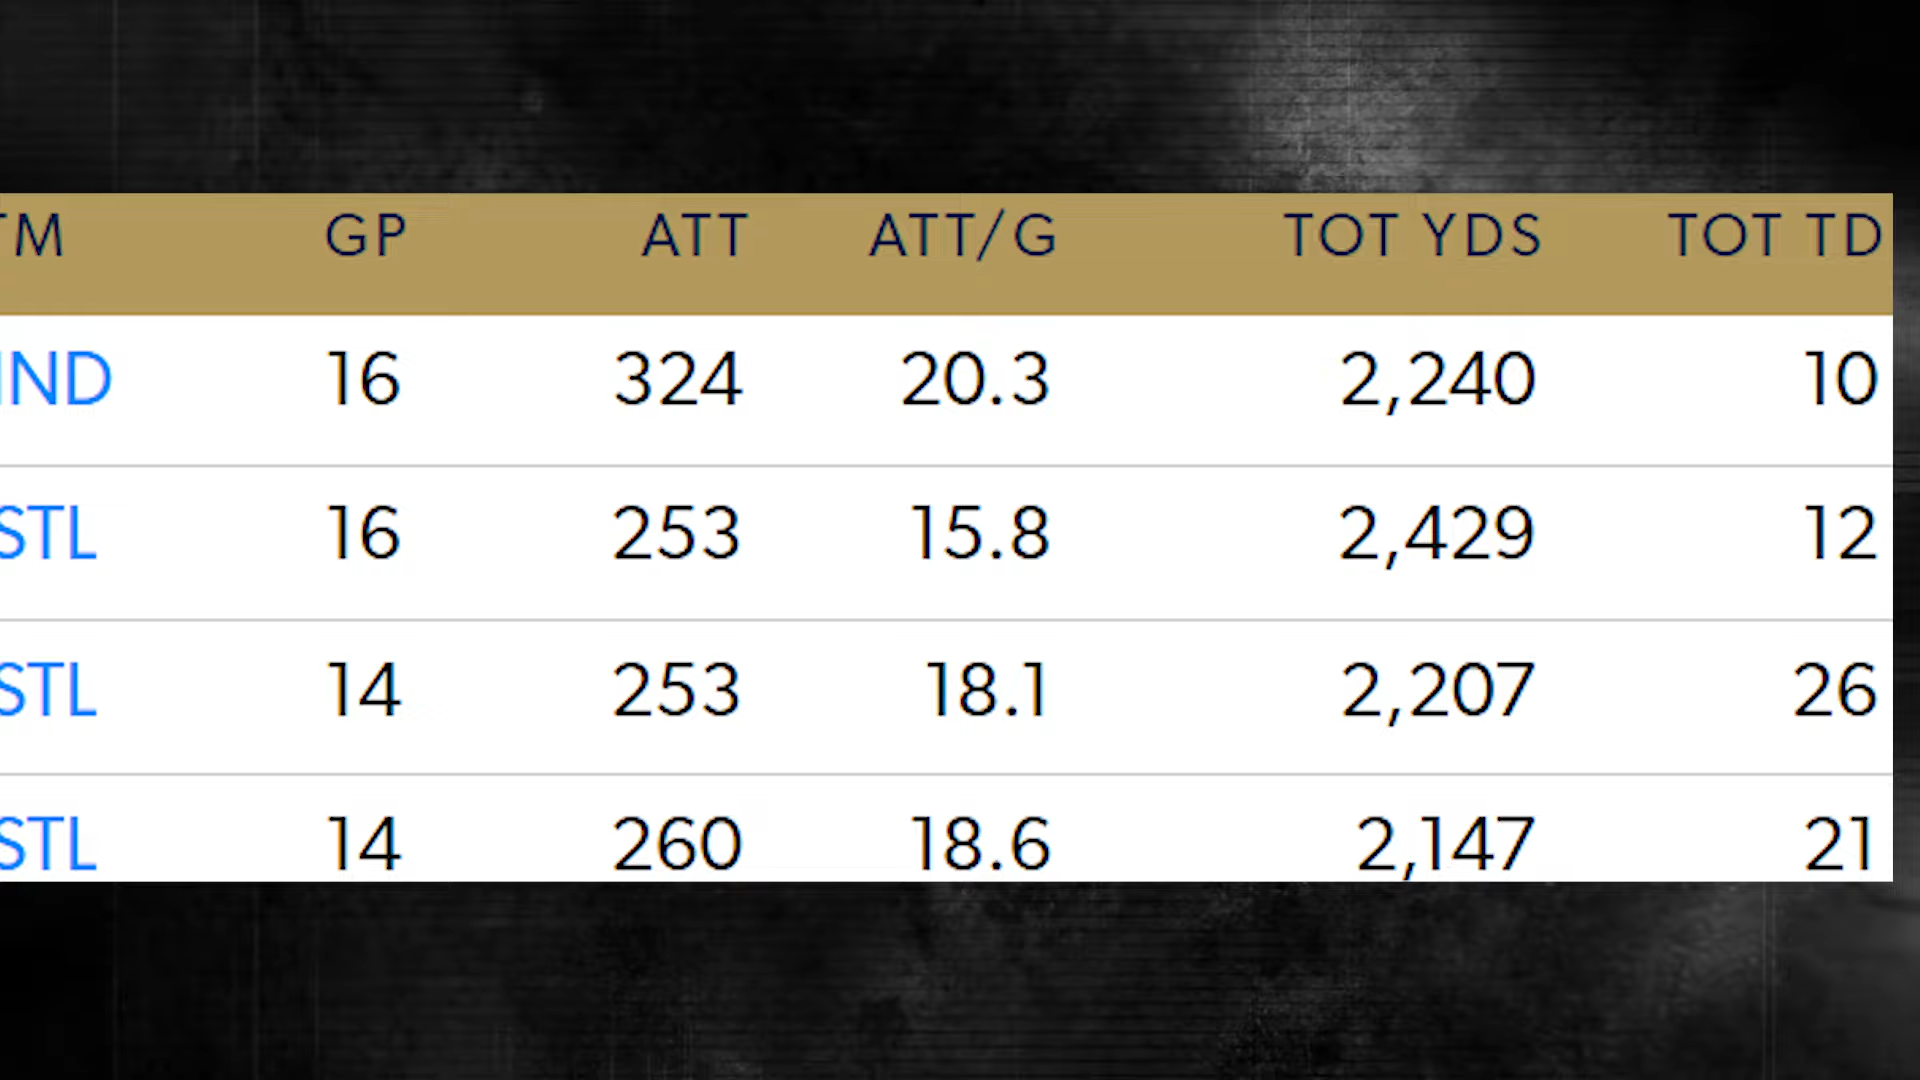 TM GP ATT ATT/G TOT YDS TOT TD
IND 16 324 20.3 2,240 10
STL 16 253 15.8 2,429 12
STL 14 253 18.1 2,207 26
STL 14 260 18.6 2,147 21